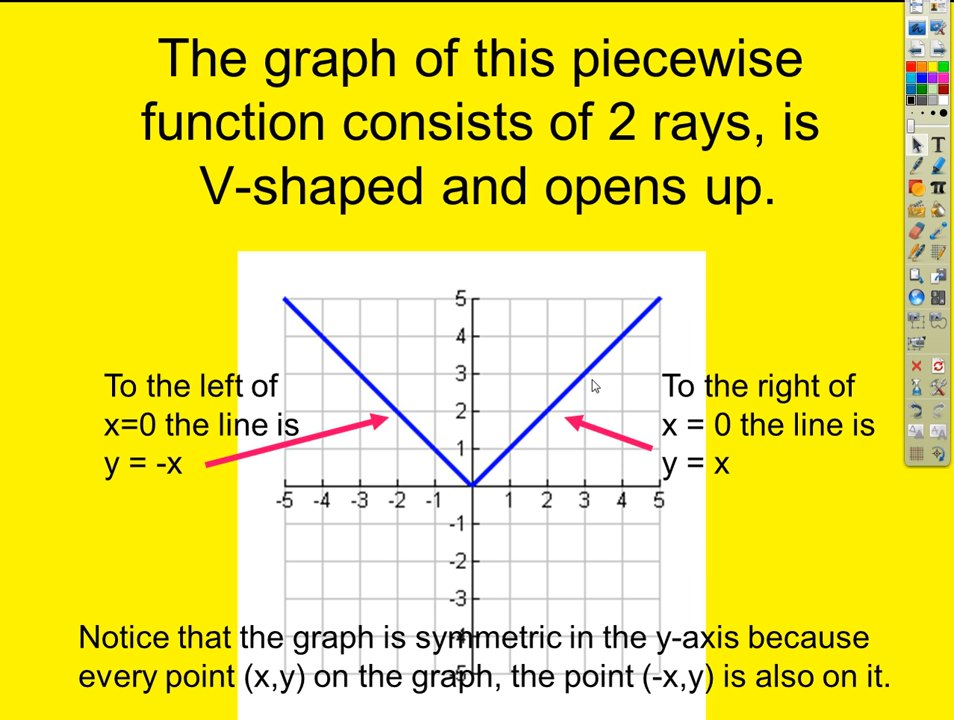 The graph of this piecewise
function consists of 2 rays, is
V-shaped and opens up.
5
4
3
2
1
To the left of
x=0 the line is
y = -x
To the right of
x = 0 the line is
y = x
-5 -4 -3 -2 -1 1 2 3 4 5
-1
-2
-3
-4
-5
Notice that the graph is symmetric in the y-axis because
every point (x,y) on the graph, the point (-x,y) is also on it.
T
π